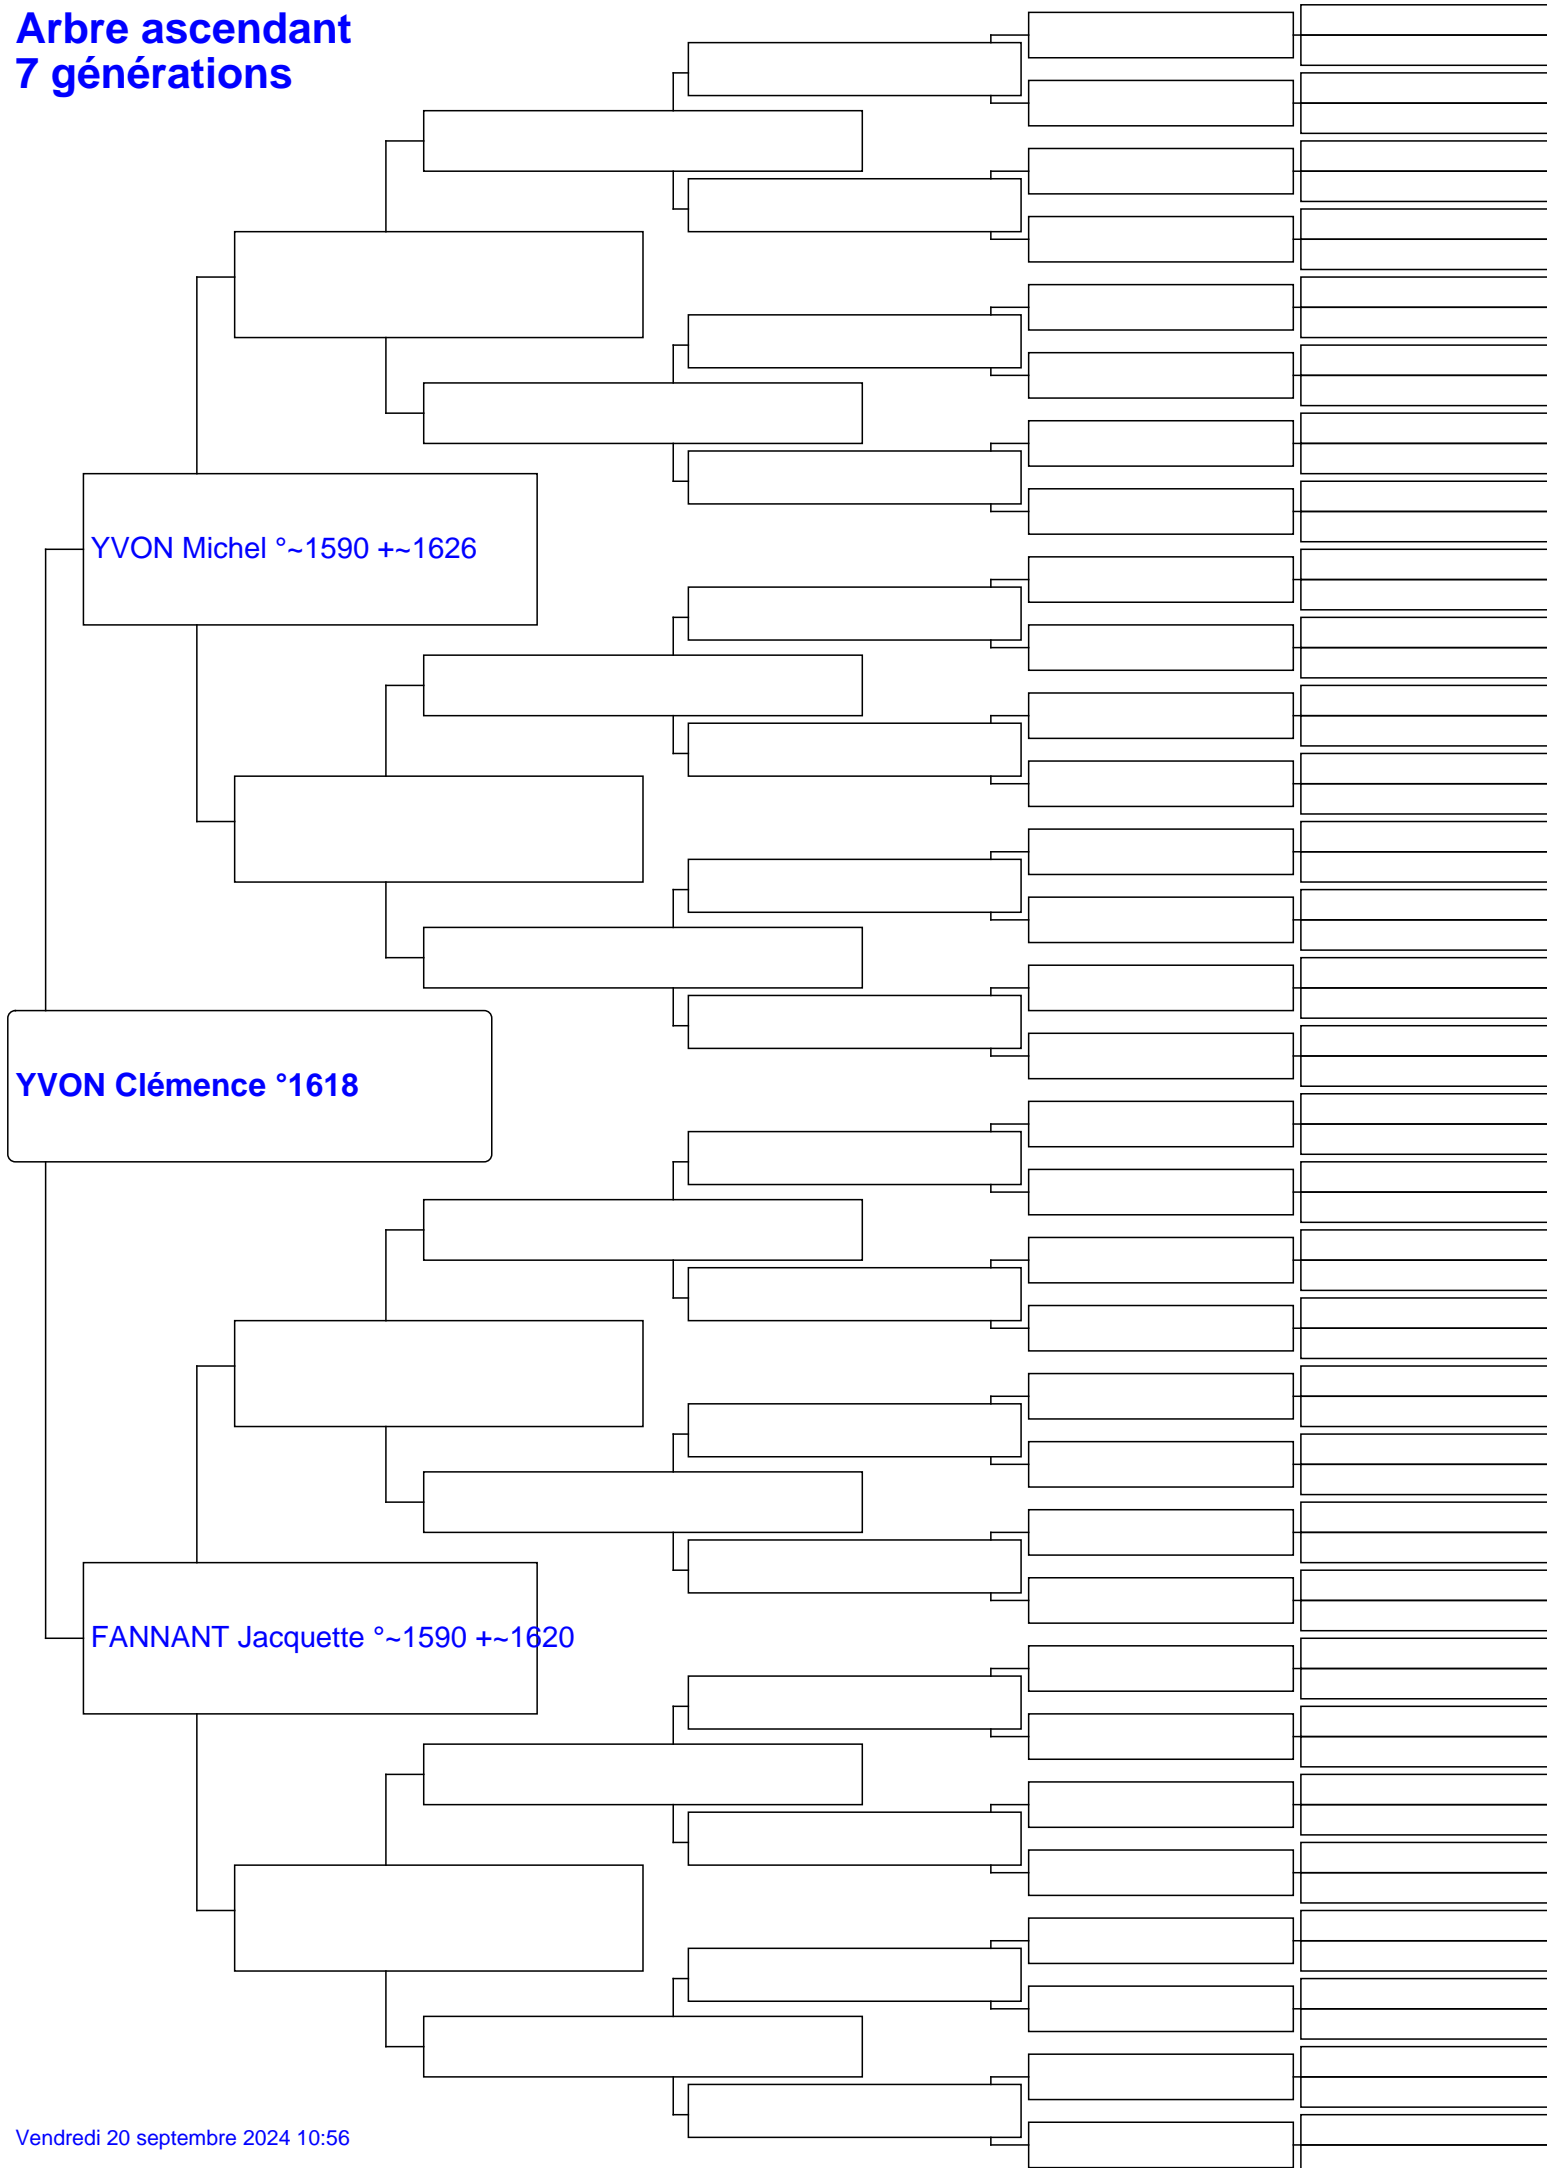 Arbre ascendant
7 générations
YVON Michel °~1590 +~1626
YVON Clémence °1618
FANNANT Jacquette °~1590 +~1620
Vendredi 20 septembre 2024 10:56